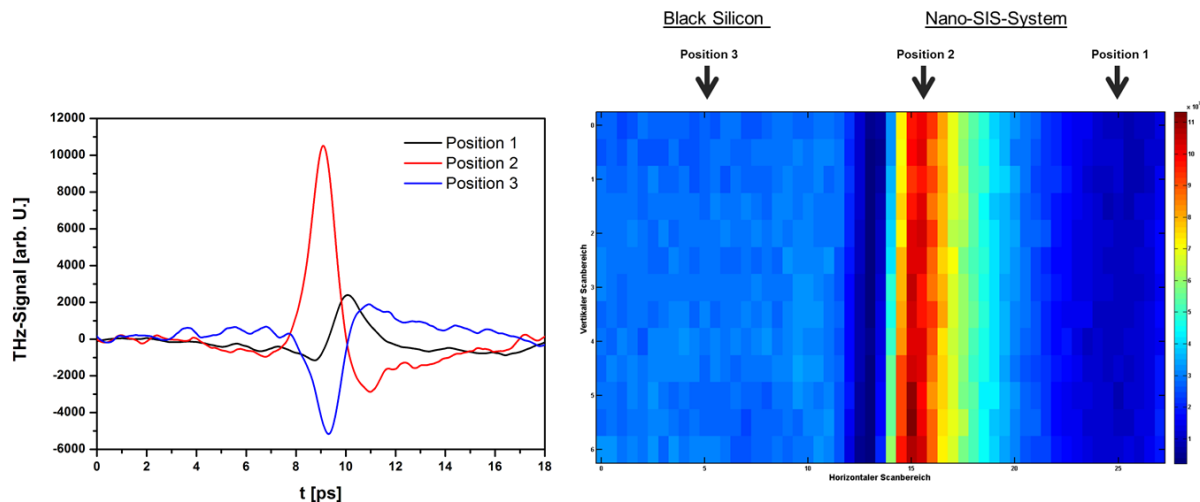 Black Silicon
Nano-SIS-System
Position 3
Position 2
Position 1
THz-Signal [arb. U.]
12000
10000
8000
6000
4000
2000
0
-2000
-4000
-6000
Position 1
Position 2
Position 3
0 2 4 6 8 10 12 14 16 18
t [ps]
Vertikaler Scanbereich
0
1
2
3
4
5
6
0 5 10 15 20 25
Horizontaler Scanbereich
11
10
9
8
7
6
5
4
3
2
1